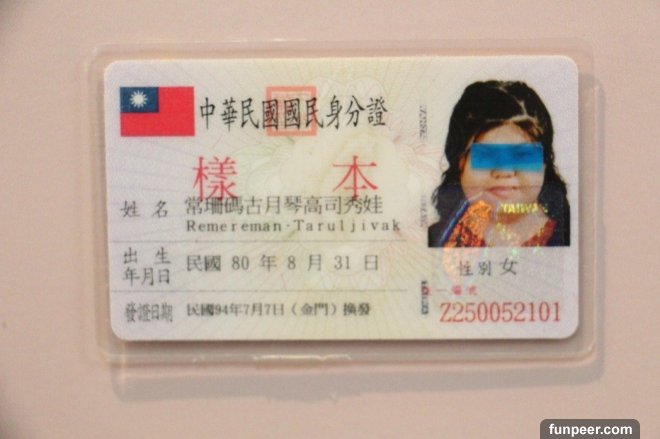 中華民國國民身分證
樣本
姓名 常珊碼古月琴高司秀娃
Remereman·Taruljivak
出生年月日 民國 80 年 8 月 31 日
性別 女
發證日期 民國94年7月7日（金門）換發
Z250052101
TAIWAN
funpeer.com